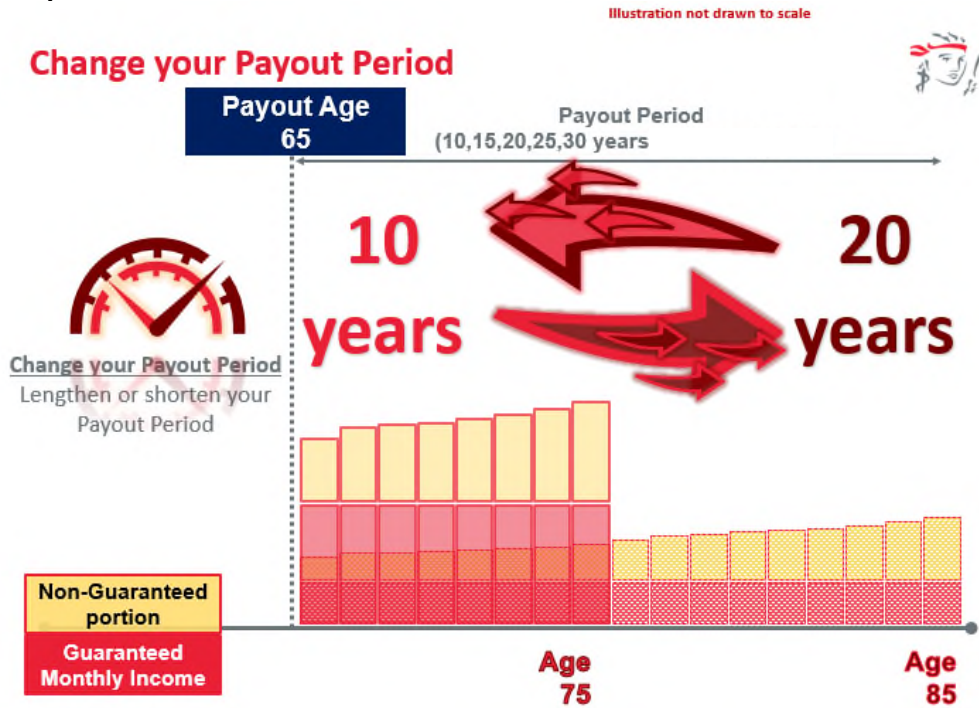 Illustration not drawn to scale
Change your Payout Period
Payout Age
65
Payout Period
(10,15,20,25,30 years
10
years
20
years
Change your Payout Period
Lengthen or shorten your
Payout Period
Non-Guaranteed
portion
Guaranteed
Monthly Income
Age
75
Age
85